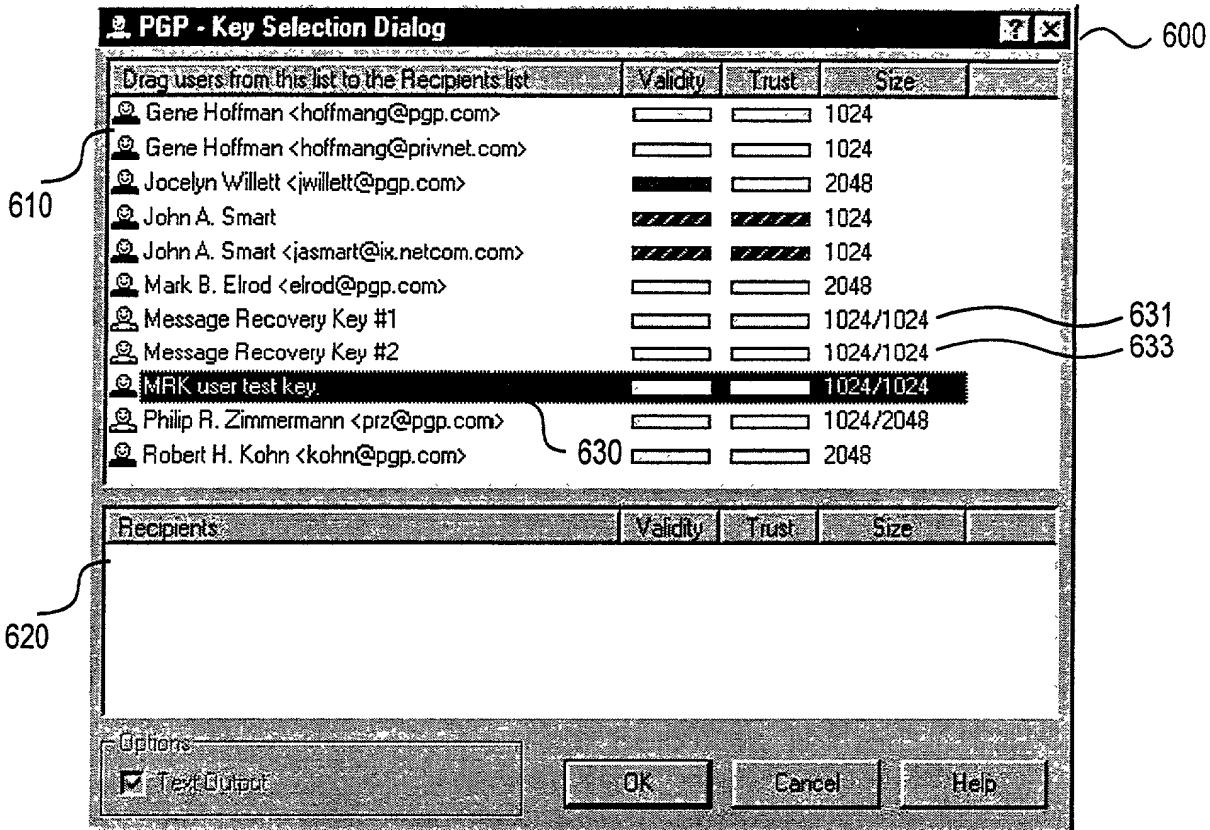 PGP - Key Selection Dialog
600
Drag users from this list to the Recipients list Validity Trust Size
Gene Hoffman <hoffmang@pgp.com> 1024
Gene Hoffman <hoffmang@privnet.com> 1024
610
Jocelyn Willett <jwillett@pgp.com> 2048
John A. Smart 1024
John A. Smart <jasmart@ix.netcom.com> 1024
Mark B. Elrod <elrod@pgp.com> 2048
Message Recovery Key #1 1024/1024 631
Message Recovery Key #2 1024/1024 633
MRK user test key. 1024/1024
Philip R. Zimmermann <prz@pgp.com> 1024/2048
Robert H. Kohn <kohn@pgp.com> 630 2048
Recipients Validity Trust Size
620
Options
Text Output
OK Cancel Help